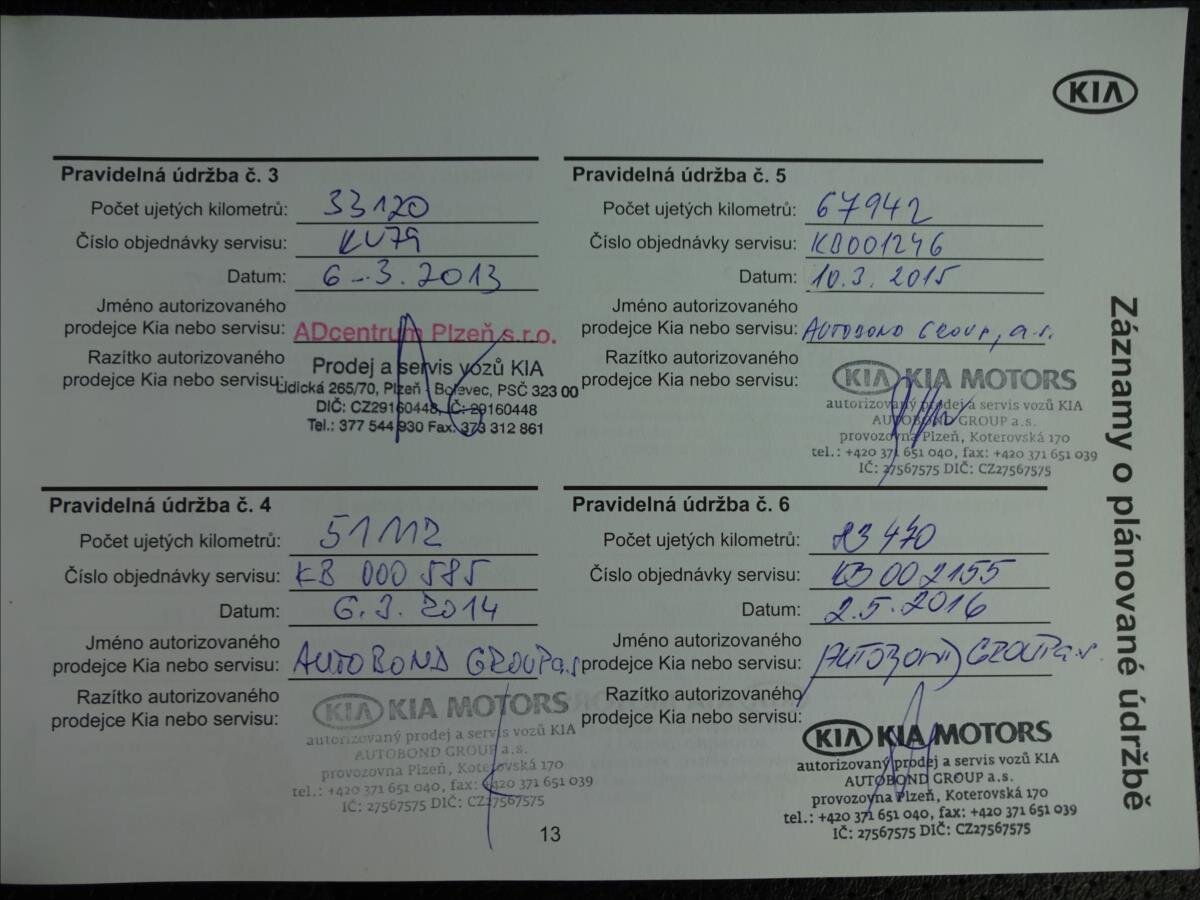 KIA
Pravidelná údržba č. 3
Počet ujetých kilometrů: 33120
Číslo objednávky servisu: KU79
Datum: 6-3.2013
Jméno autorizovaného
prodejce Kia nebo servisu: ADcentrum Plzeň s.r.o.
Razítko autorizovaného
prodejce Kia nebo servisu:
Prodej a servis vozů KIA
Lidická 265/70, Plzeň Bolevec, PSČ 323 00
DIČ: CZ29160448, IČ: 29160448
Tel.: 377 544 930 Fax: 373 312 861
Pravidelná údržba č. 4
Počet ujetých kilometrů: 51112
Číslo objednávky servisu: KB 000 585
Datum: 6.3.2014
Jméno autorizovaného
prodejce Kia nebo servisu: AUTOBOND GROUP a.s
Razítko autorizovaného
prodejce Kia nebo servisu:
KIA KIA MOTORS
autorizovaný prodej a servis vozů KIA
AUTOBOND GROUP a.s.
provozovna Plzeň, Koterovská 170
tel.: +420 371 651 040, fax: +420 371 651 039
IČ: 27567575 DIČ: CZ27567575
Pravidelná údržba č. 5
Počet ujetých kilometrů: 67942
Číslo objednávky servisu: KB001246
Datum: 10.3.2015
Jméno autorizovaného
prodejce Kia nebo servisu: AUTOBOND GROUP, a.s.
Razítko autorizovaného
prodejce Kia nebo servisu:
KIA KIA MOTORS
autorizovaný prodej a servis vozů KIA
AUTOBOND GROUP a.s.
provozovna Plzeň, Koterovská 170
tel.: +420 371 651 040, fax: +420 371 651 039
IČ: 27567575 DIČ: CZ27567575
Pravidelná údržba č. 6
Počet ujetých kilometrů:
Číslo objednávky servisu: KB 002155
Datum: 2.5.2016
Jméno autorizovaného
prodejce Kia nebo servisu: AUTOBOND GROUP a.s.
Razítko autorizovaného
prodejce Kia nebo servisu:
KIA KIA MOTORS
autorizovaný prodej a servis vozů KIA
AUTOBOND GROUP a.s.
provozovna Plzeň, Koterovská 170
tel.: +420 371 651 040, fax: +420 371 651 039
IČ: 27567575 DIČ: CZ27567575
Záznamy o plánované údržbě
13